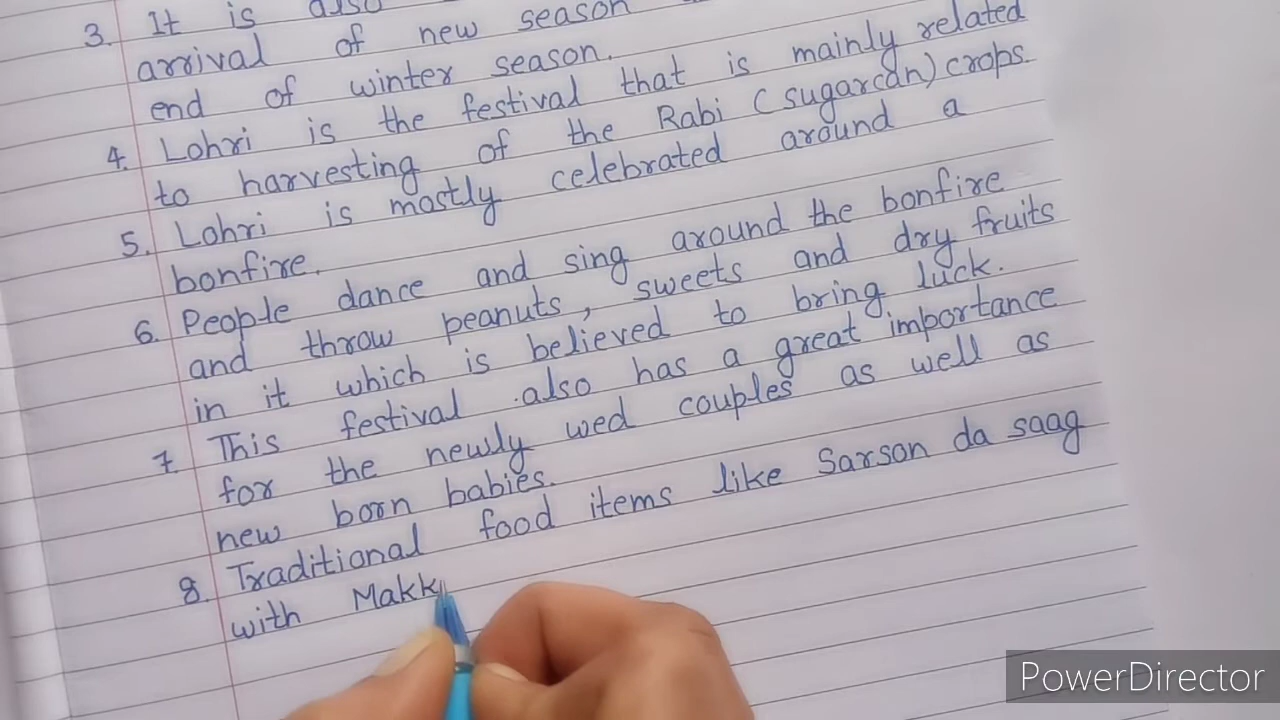 3. It is also
arrival of new season
end of winter season.
4. Lohri is the festival that is mainly related
to harvesting of the Rabi (sugarcan) crops.
5. Lohri is mostly celebrated around a
bonfire.
6. People dance and sing around the bonfire
and throw peanuts, sweets and dry fruits
in it which is believed to bring luck.
7. This festival also has a great importance
for the newly wed couples as well as
new born babies.
8. Traditional food items like Sarson da saag
with Makk
PowerDirector